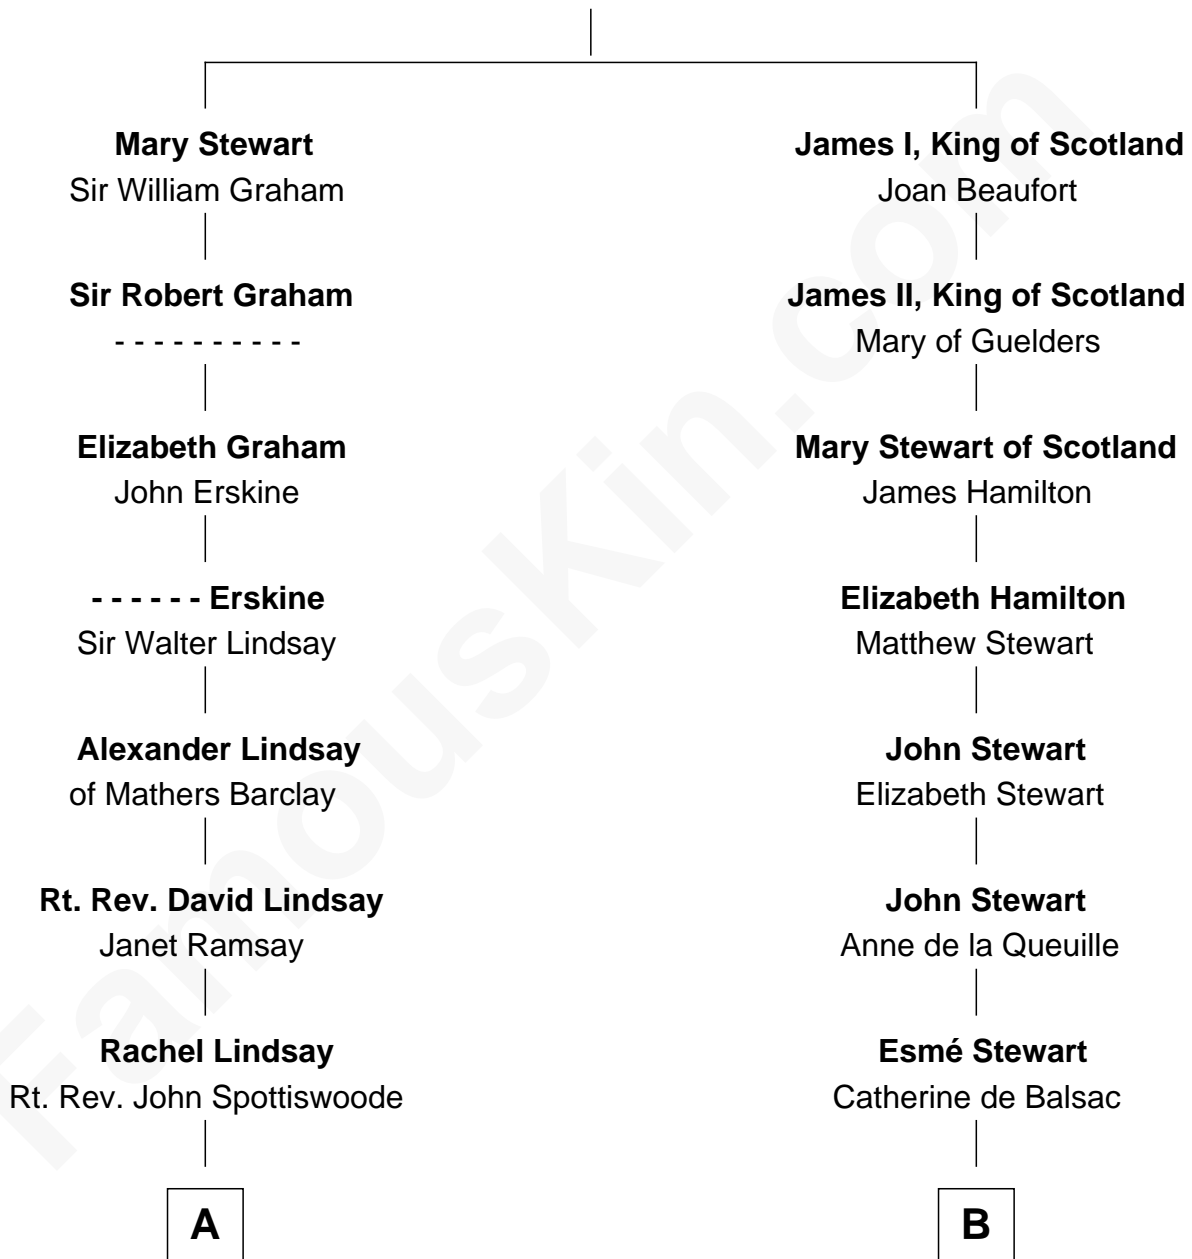 Mary Stewart
Sir William Graham
Sir Robert Graham
- - - - - - - - - -
Elizabeth Graham
John Erskine
- - - - - - Erskine
Sir Walter Lindsay
Alexander Lindsay
of Mathers Barclay
Rt. Rev. David Lindsay
Janet Ramsay
Rachel Lindsay
Rt. Rev. John Spottiswoode
A
James I, King of Scotland
Joan Beaufort
James II, King of Scotland
Mary of Guelders
Mary Stewart of Scotland
James Hamilton
Elizabeth Hamilton
Matthew Stewart
John Stewart
Elizabeth Stewart
John Stewart
Anne de la Queuille
Esmé Stewart
Catherine de Balsac
B
FamousKin.com